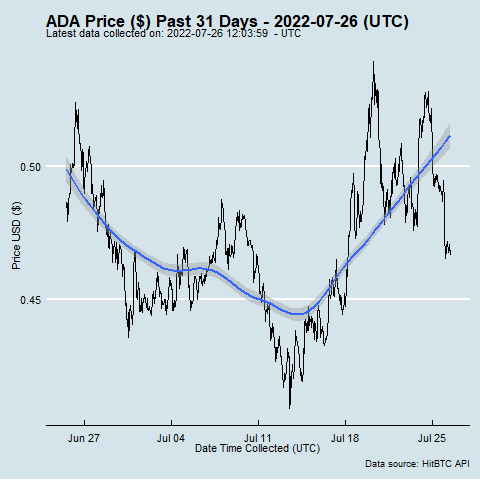 ADA Price ($) Past 31 Days - 2022-07-26 (UTC)
Latest data collected on: 2022-07-26 12:03:59 - UTC
Price USD ($)
0.50
0.45
Jun 27 Jul 04 Jul 11 Jul 18 Jul 25
Date Time Collected (UTC)
Data source: HitBTC API